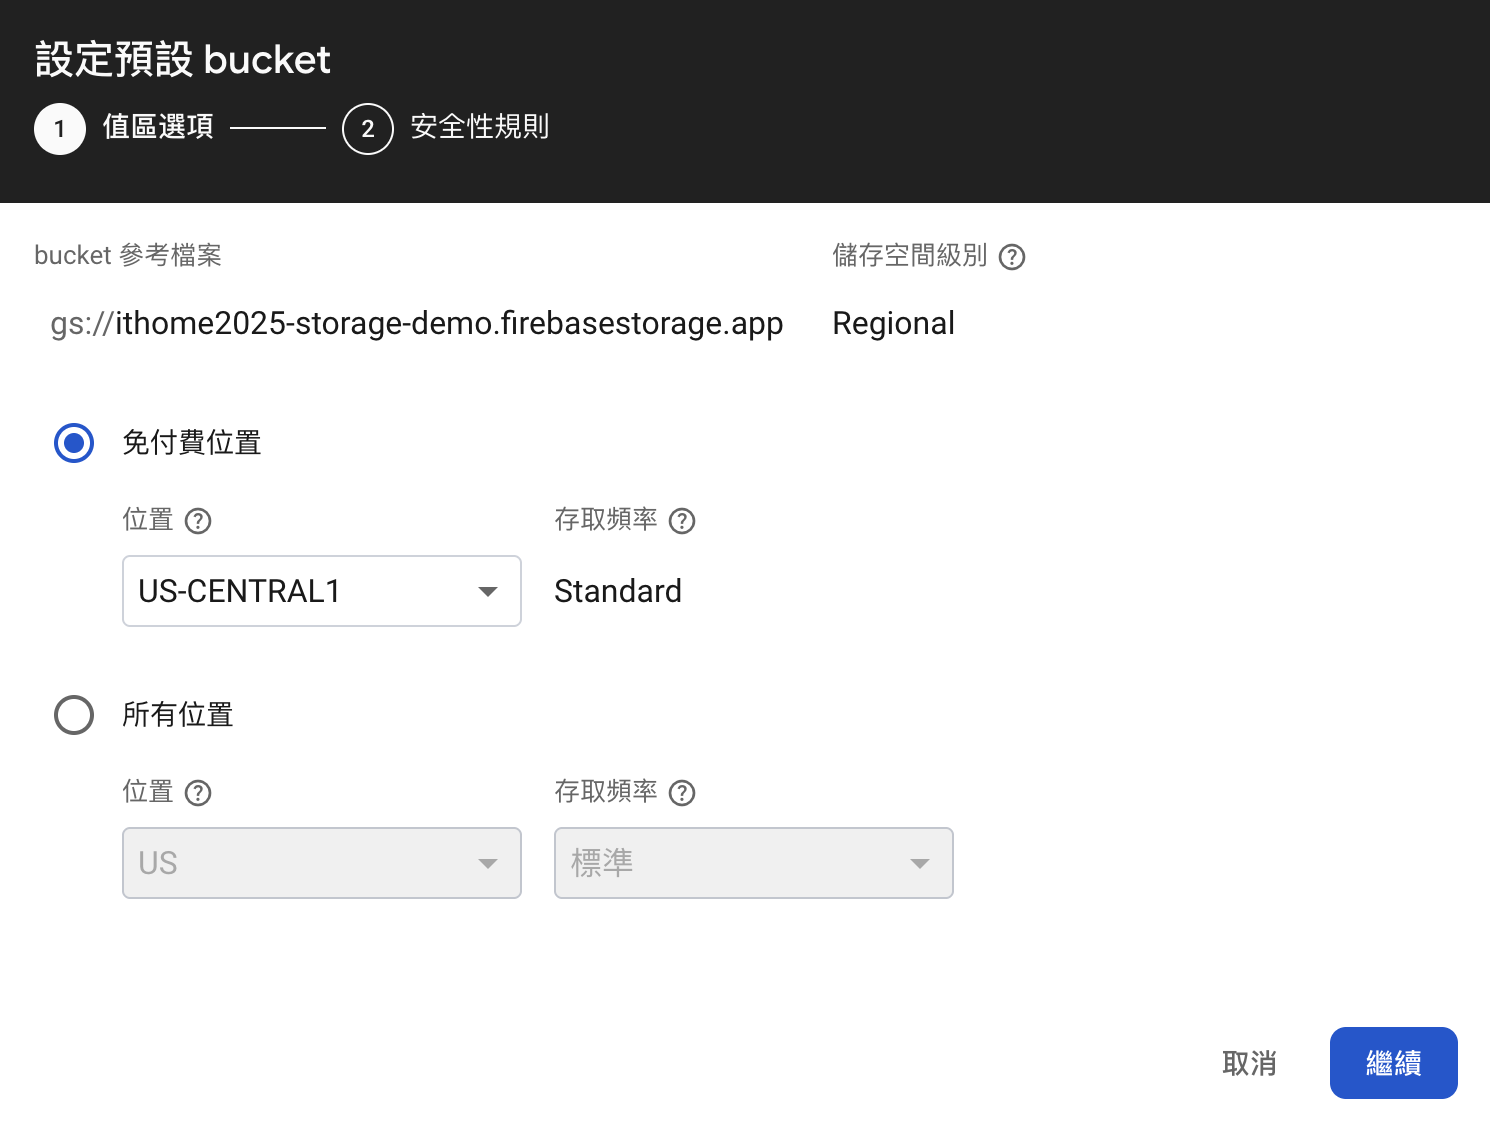 設定預設 bucket
1 值區選項 2 安全性規則
bucket 參考檔案 儲存空間級別
gs://ithome2025-storage-demo.firebasestorage.app Regional
免付費位置
位置 存取頻率
US-CENTRAL1 Standard
所有位置
位置 存取頻率
US 標準
取消 繼續